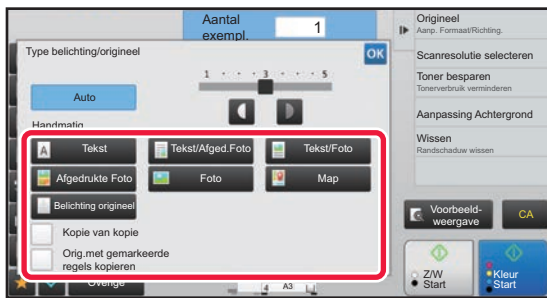 Aantal
exempl.
1
Type belichting/origineel
OK
1 · · · 3 · · · 5
Auto
Handmatig
A
Tekst
Tekst/Afged.Foto
Tekst/Foto
Afgedrukte Foto
Foto
Map
Belichting origineel
Kopie van kopie
Orig.met gemarkeerde
regels kopieren
Overige
4
A3
Origineel
Aanp. Formaat/Richting.
Scanresolutie selecteren
Toner besparen
Tonerverbruik verminderen
Aanpassing Achtergrond
Wissen
Randschaduw wissen
Voorbeeld-
weergave
CA
Z/W
Start
Kleur
Start